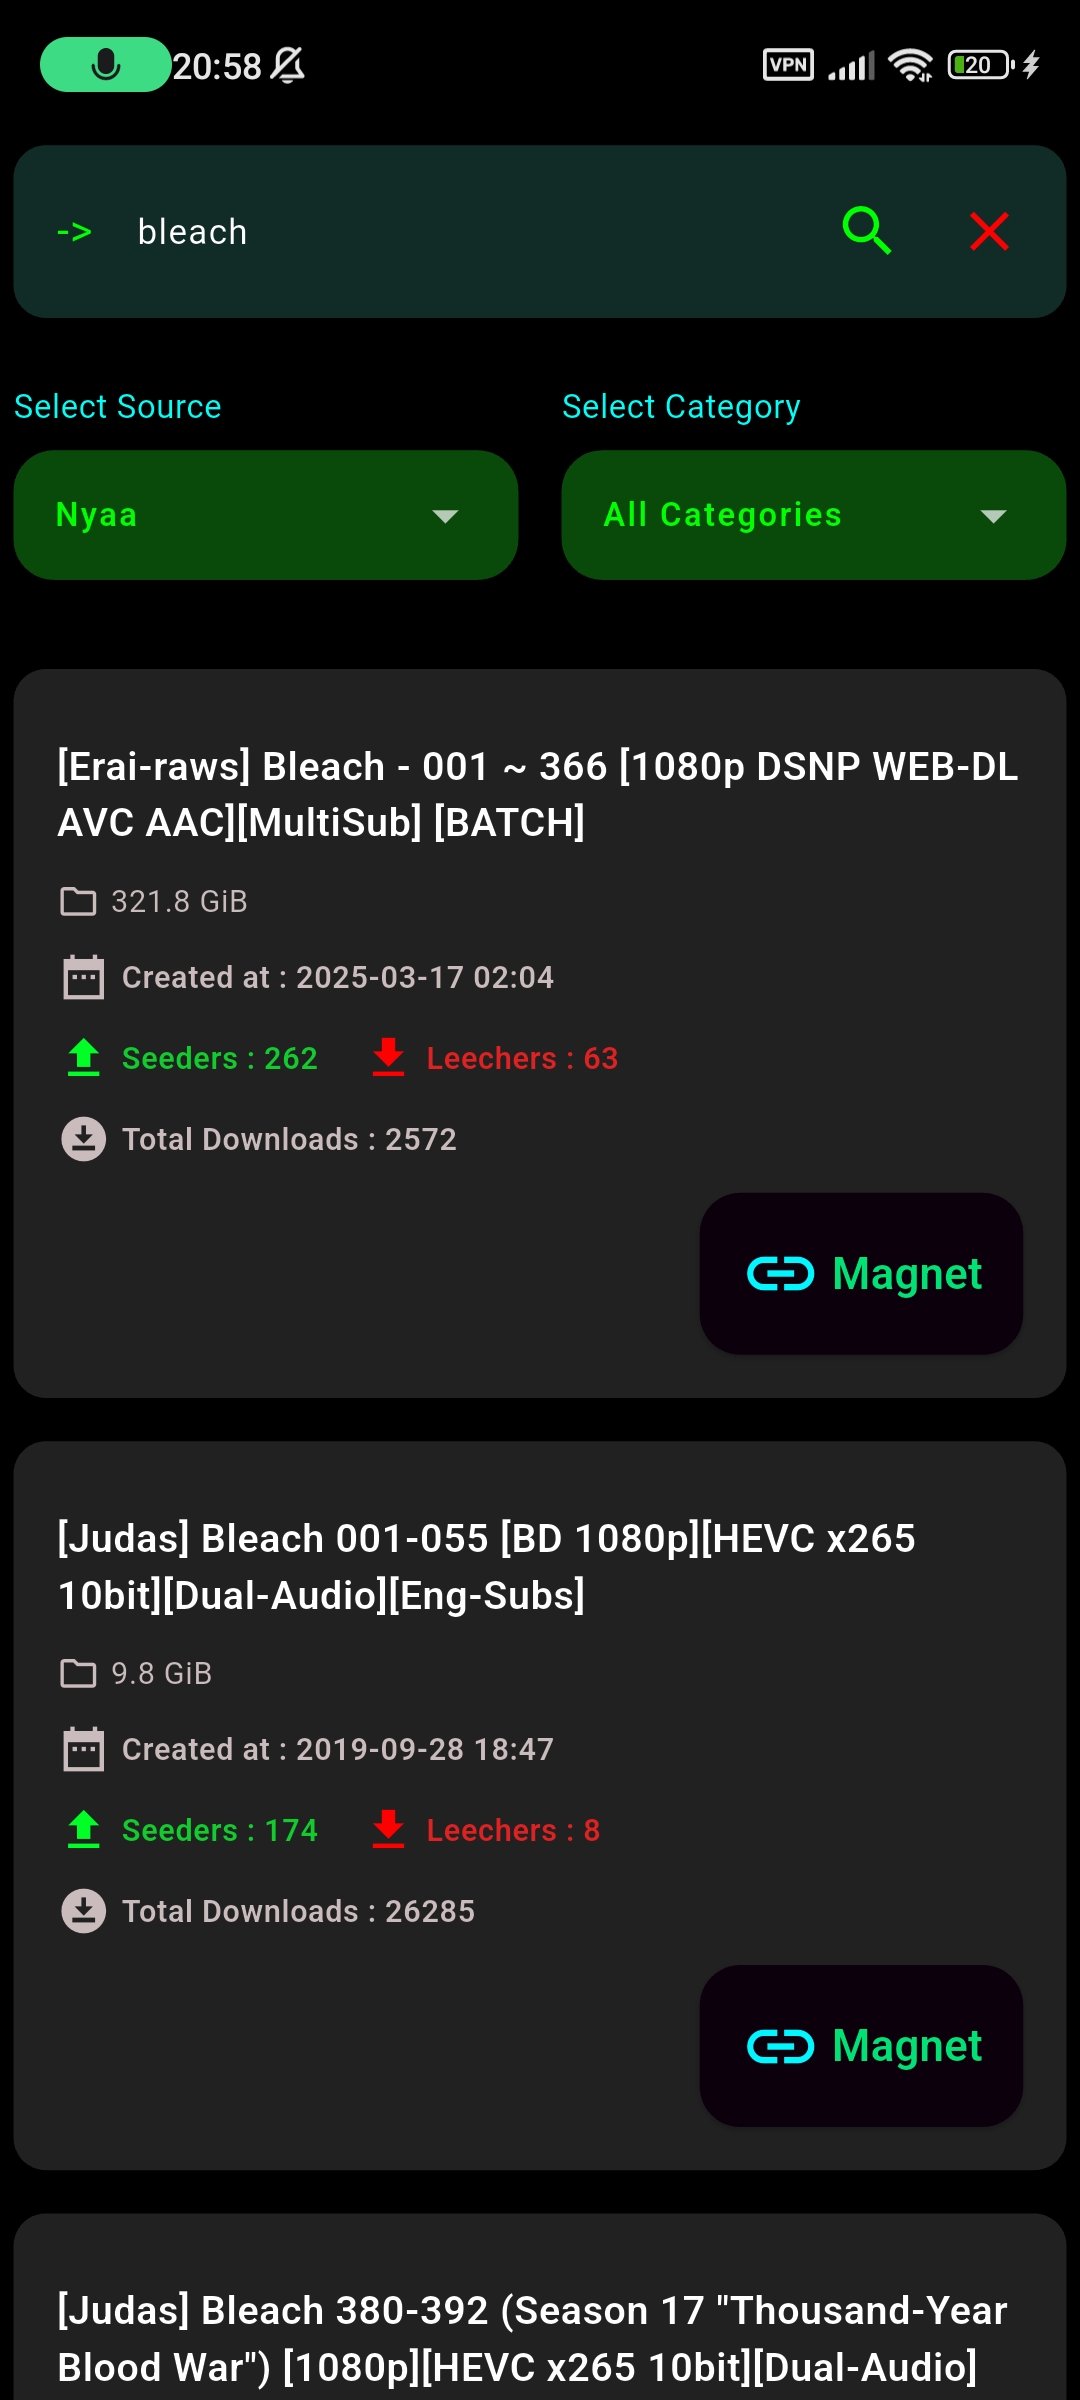 20:58 VPN 20
-> bleach
Select Source Select Category
Nyaa All Categories
[Erai-raws] Bleach - 001 ~ 366 [1080p DSNP WEB-DL
AVC AAC][MultiSub] [BATCH]
321.8 GiB
Created at : 2025-03-17 02:04
Seeders : 262 Leechers : 63
Total Downloads : 2572
Magnet
[Judas] Bleach 001-055 [BD 1080p][HEVC x265
10bit][Dual-Audio][Eng-Subs]
9.8 GiB
Created at : 2019-09-28 18:47
Seeders : 174 Leechers : 8
Total Downloads : 26285
Magnet
[Judas] Bleach 380-392 (Season 17 "Thousand-Year
Blood War") [1080p][HEVC x265 10bit][Dual-Audio]